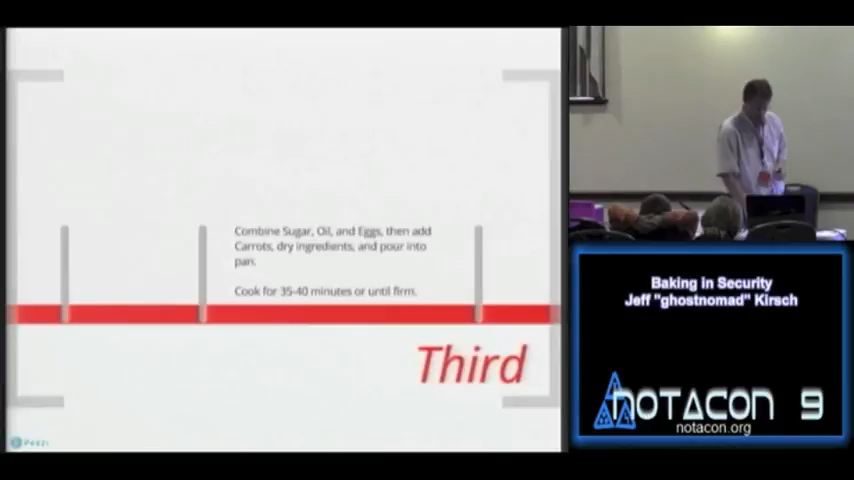 Combine Sugar, Oil, and Eggs, then add
Carrots, dry ingredients, and pour into
pan.
Cook for 35-40 minutes or until firm.
Third
Prezi
Baking in Security
Jeff "ghostnomad" Kirsch
NOTACON 9
notacon.org